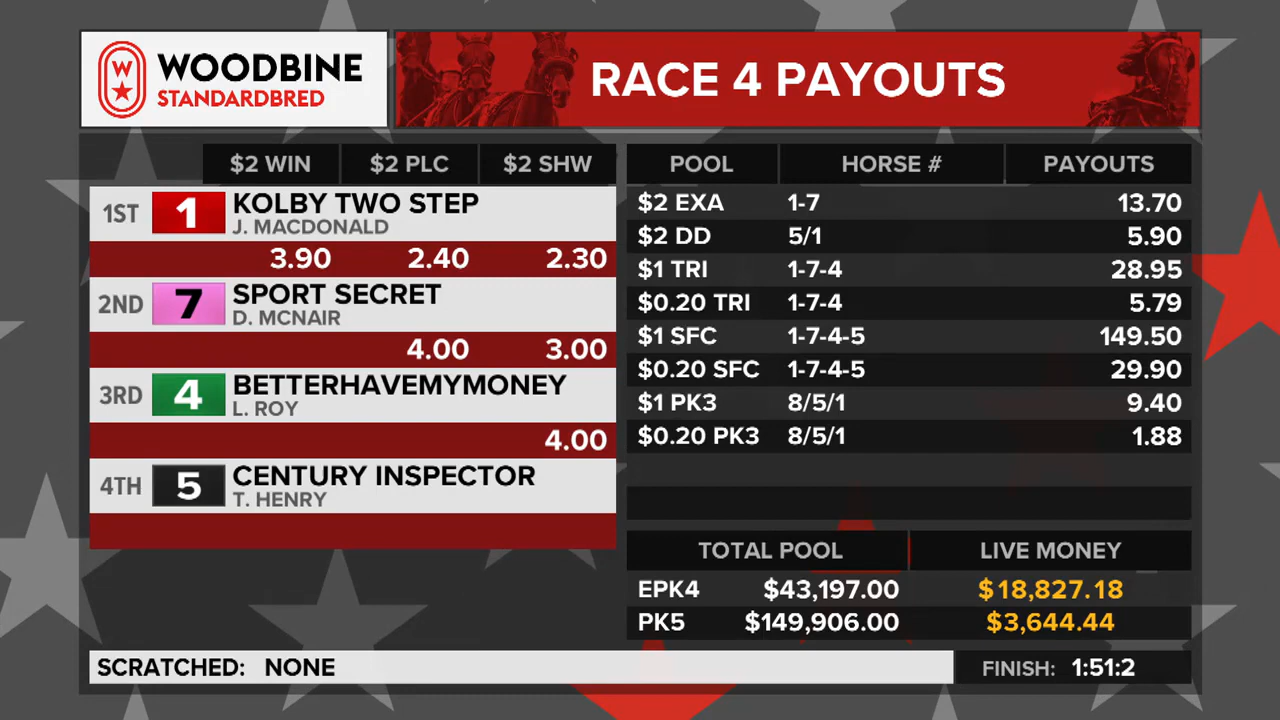 W
WOODBINE
STANDARDBRED
RACE 4 PAYOUTS
$2 WIN $2 PLC $2 SHW
1ST 1 KOLBY TWO STEP
J. MACDONALD
3.90 2.40 2.30
2ND 7 SPORT SECRET
D. MCNAIR
4.00 3.00
3RD 4 BETTERHAVEMYMONEY
L. ROY
4.00
4TH 5 CENTURY INSPECTOR
T. HENRY
POOL HORSE # PAYOUTS
$2 EXA 1-7 13.70
$2 DD 5/1 5.90
$1 TRI 1-7-4 28.95
$0.20 TRI 1-7-4 5.79
$1 SFC 1-7-4-5 149.50
$0.20 SFC 1-7-4-5 29.90
$1 PK3 8/5/1 9.40
$0.20 PK3 8/5/1 1.88
TOTAL POOL LIVE MONEY
EPK4 $43,197.00 $18,827.18
PK5 $149,906.00 $3,644.44
SCRATCHED: NONE
FINISH: 1:51:2